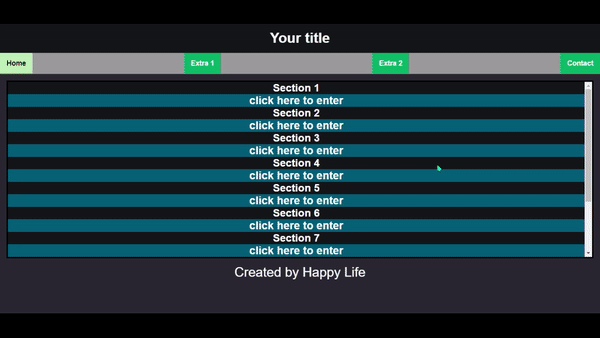 Your title
Home Extra 1 Extra 2 Contact
Section 1
click here to enter
Section 2
click here to enter
Section 3
click here to enter
Section 4
click here to enter
Section 5
click here to enter
Section 6
click here to enter
Section 7
click here to enter
Created by Happy Life